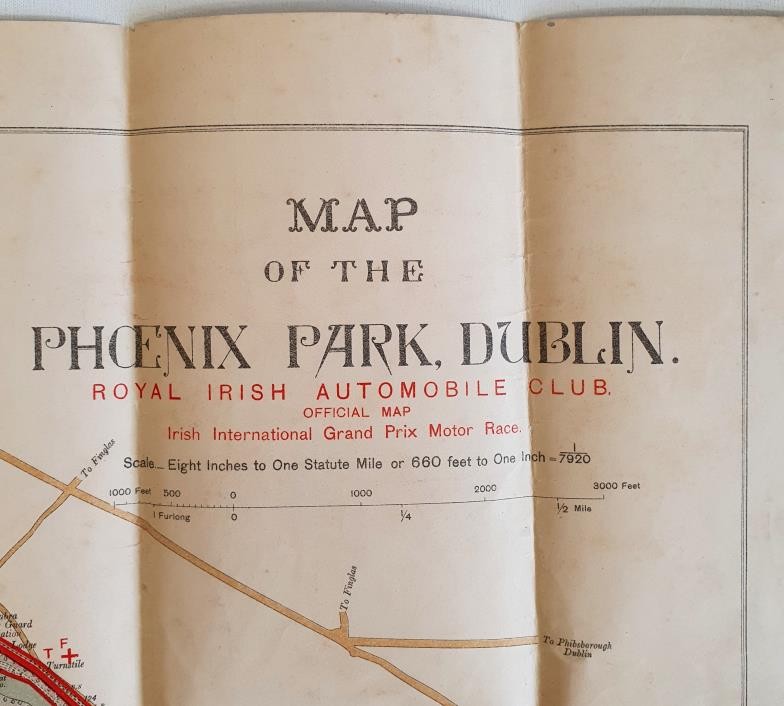 MAP
OF THE
PHŒNIX PARK, DUBLIN.
ROYAL IRISH AUTOMOBILE CLUB.
OFFICIAL MAP
Irish International Grand Prix Motor Race.
Scale_ Eight Inches to One Statute Mile or 660 feet to One Inch = 1/7920
1000 Feet 500 0 1000 2000 3000 Feet
1 Furlong 0 1/4 1/2 Mile
To Finglas
To Finglas
To Phibsborough
Dublin
Guard
Lodge
T F
Turnstile